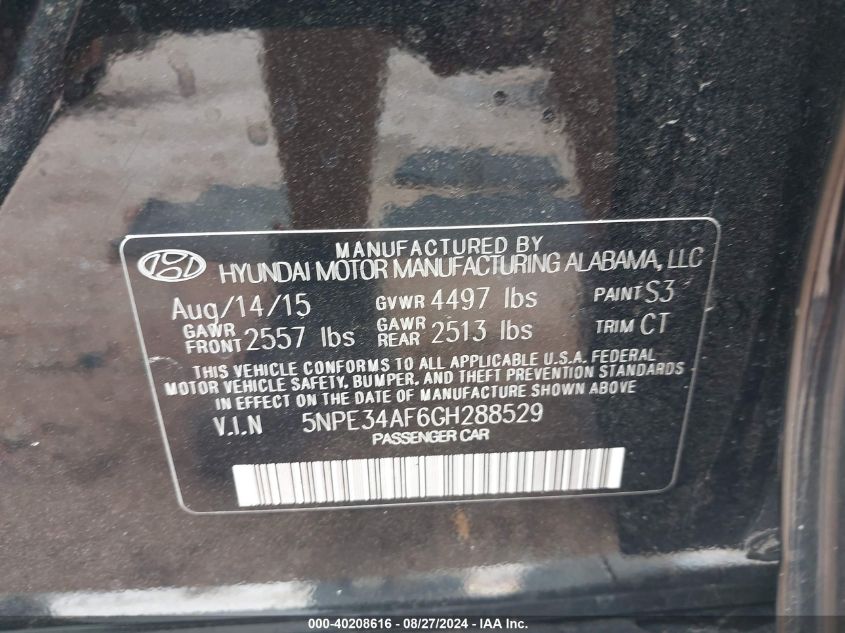 MANUFACTURED BY
HYUNDAI MOTOR MANUFACTURING ALABAMA, LLC
Aug/14/15 GVWR 4497 lbs PAINT S3
GAWR FRONT 2557 lbs GAWR REAR 2513 lbs TRIM CT
THIS VEHICLE CONFORMS TO ALL APPLICABLE U.S.A. FEDERAL
MOTOR VEHICLE SAFETY, BUMPER, AND THEFT PREVENTION STANDARDS
IN EFFECT ON THE DATE OF MANUFACTURE SHOWN ABOVE.
V.I.N 5NPE34AF6GH288529
PASSENGER CAR
000-40208616 - 08/27/2024 - IAA Inc.